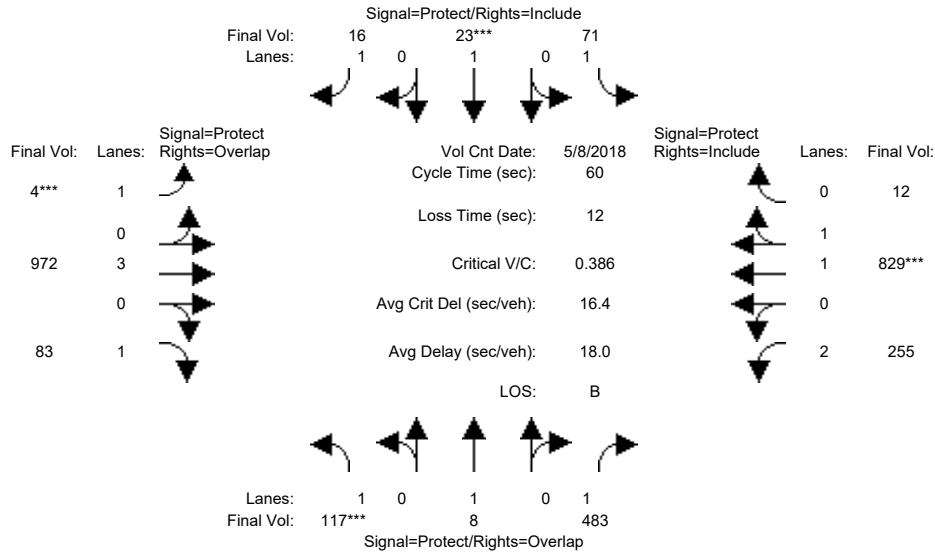 Signal=Protect/Rights=Include
Final Vol: 16 23*** 71
Lanes: 1 0 1 0 1
Signal=Protect
Final Vol: Lanes: Rights=Overlap
Vol Cnt Date: 5/8/2018
Signal=Protect
Rights=Include Lanes: Final Vol:
Cycle Time (sec): 60
4*** 1
0 12
Loss Time (sec): 12
0
1
972 3
Critical V/C: 0.386
1 829***
0
Avg Crit Del (sec/veh): 16.4
0
83 1
Avg Delay (sec/veh): 18.0
2 255
LOS: B
Lanes: 1 0 1 0 1
Final Vol: 117*** 8 483
Signal=Protect/Rights=Overlap